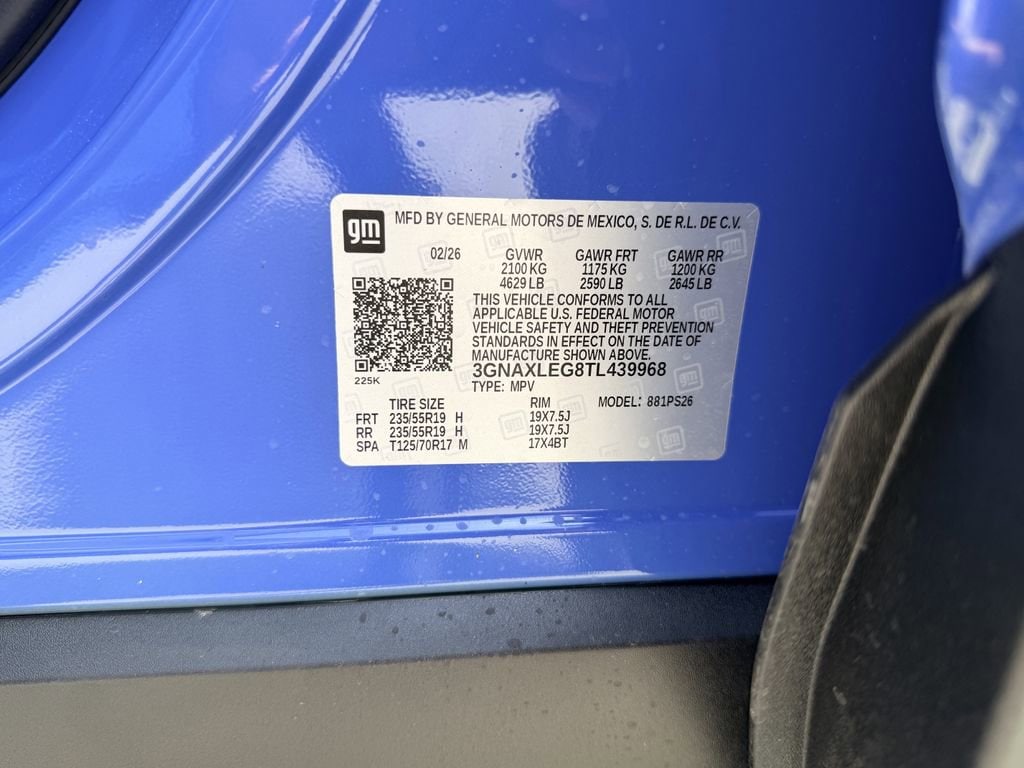 gm MFD BY GENERAL MOTORS DE MEXICO, S. DE R.L. DE C.V.
02/26 GVWR GAWR FRT GAWR RR
2100 KG 1175 KG 1200 KG
4629 LB 2590 LB 2645 LB
THIS VEHICLE CONFORMS TO ALL
APPLICABLE U.S. FEDERAL MOTOR
VEHICLE SAFETY AND THEFT PREVENTION
STANDARDS IN EFFECT ON THE DATE OF
MANUFACTURE SHOWN ABOVE.
3GNAXLEG8TL439968
225K
TYPE: MPV
TIRE SIZE RIM MODEL: 881PS26
FRT 235/55R19 H 19X7.5J
RR 235/55R19 H 19X7.5J
SPA T125/70R17 M 17X4BT